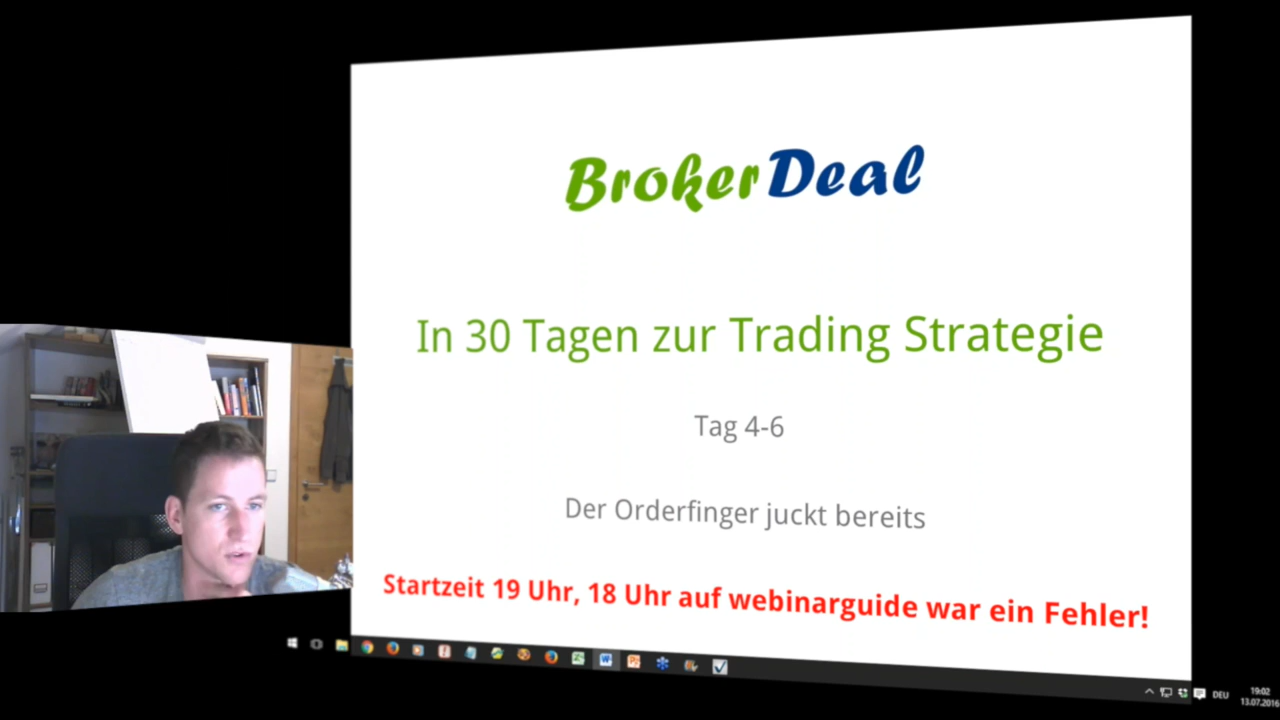 BrokerDeal
In 30 Tagen zur Trading Strategie
Tag 4-6
Der Orderfinger juckt bereits
Startzeit 19 Uhr, 18 Uhr auf webinarguide war ein Fehler!
DEU
19:02
13.07.2016